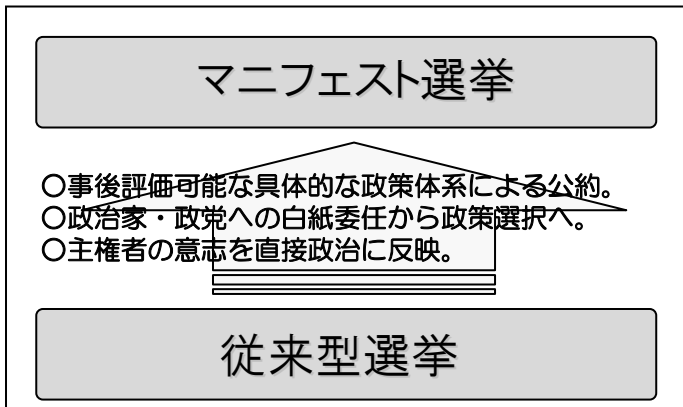 マニフェスト選挙
〇事後評価可能な具体的な政策体系による公約。
〇政治家・政党への白紙委任から政策選択へ。
〇主権者の意志を直接政治に反映。
従来型選挙